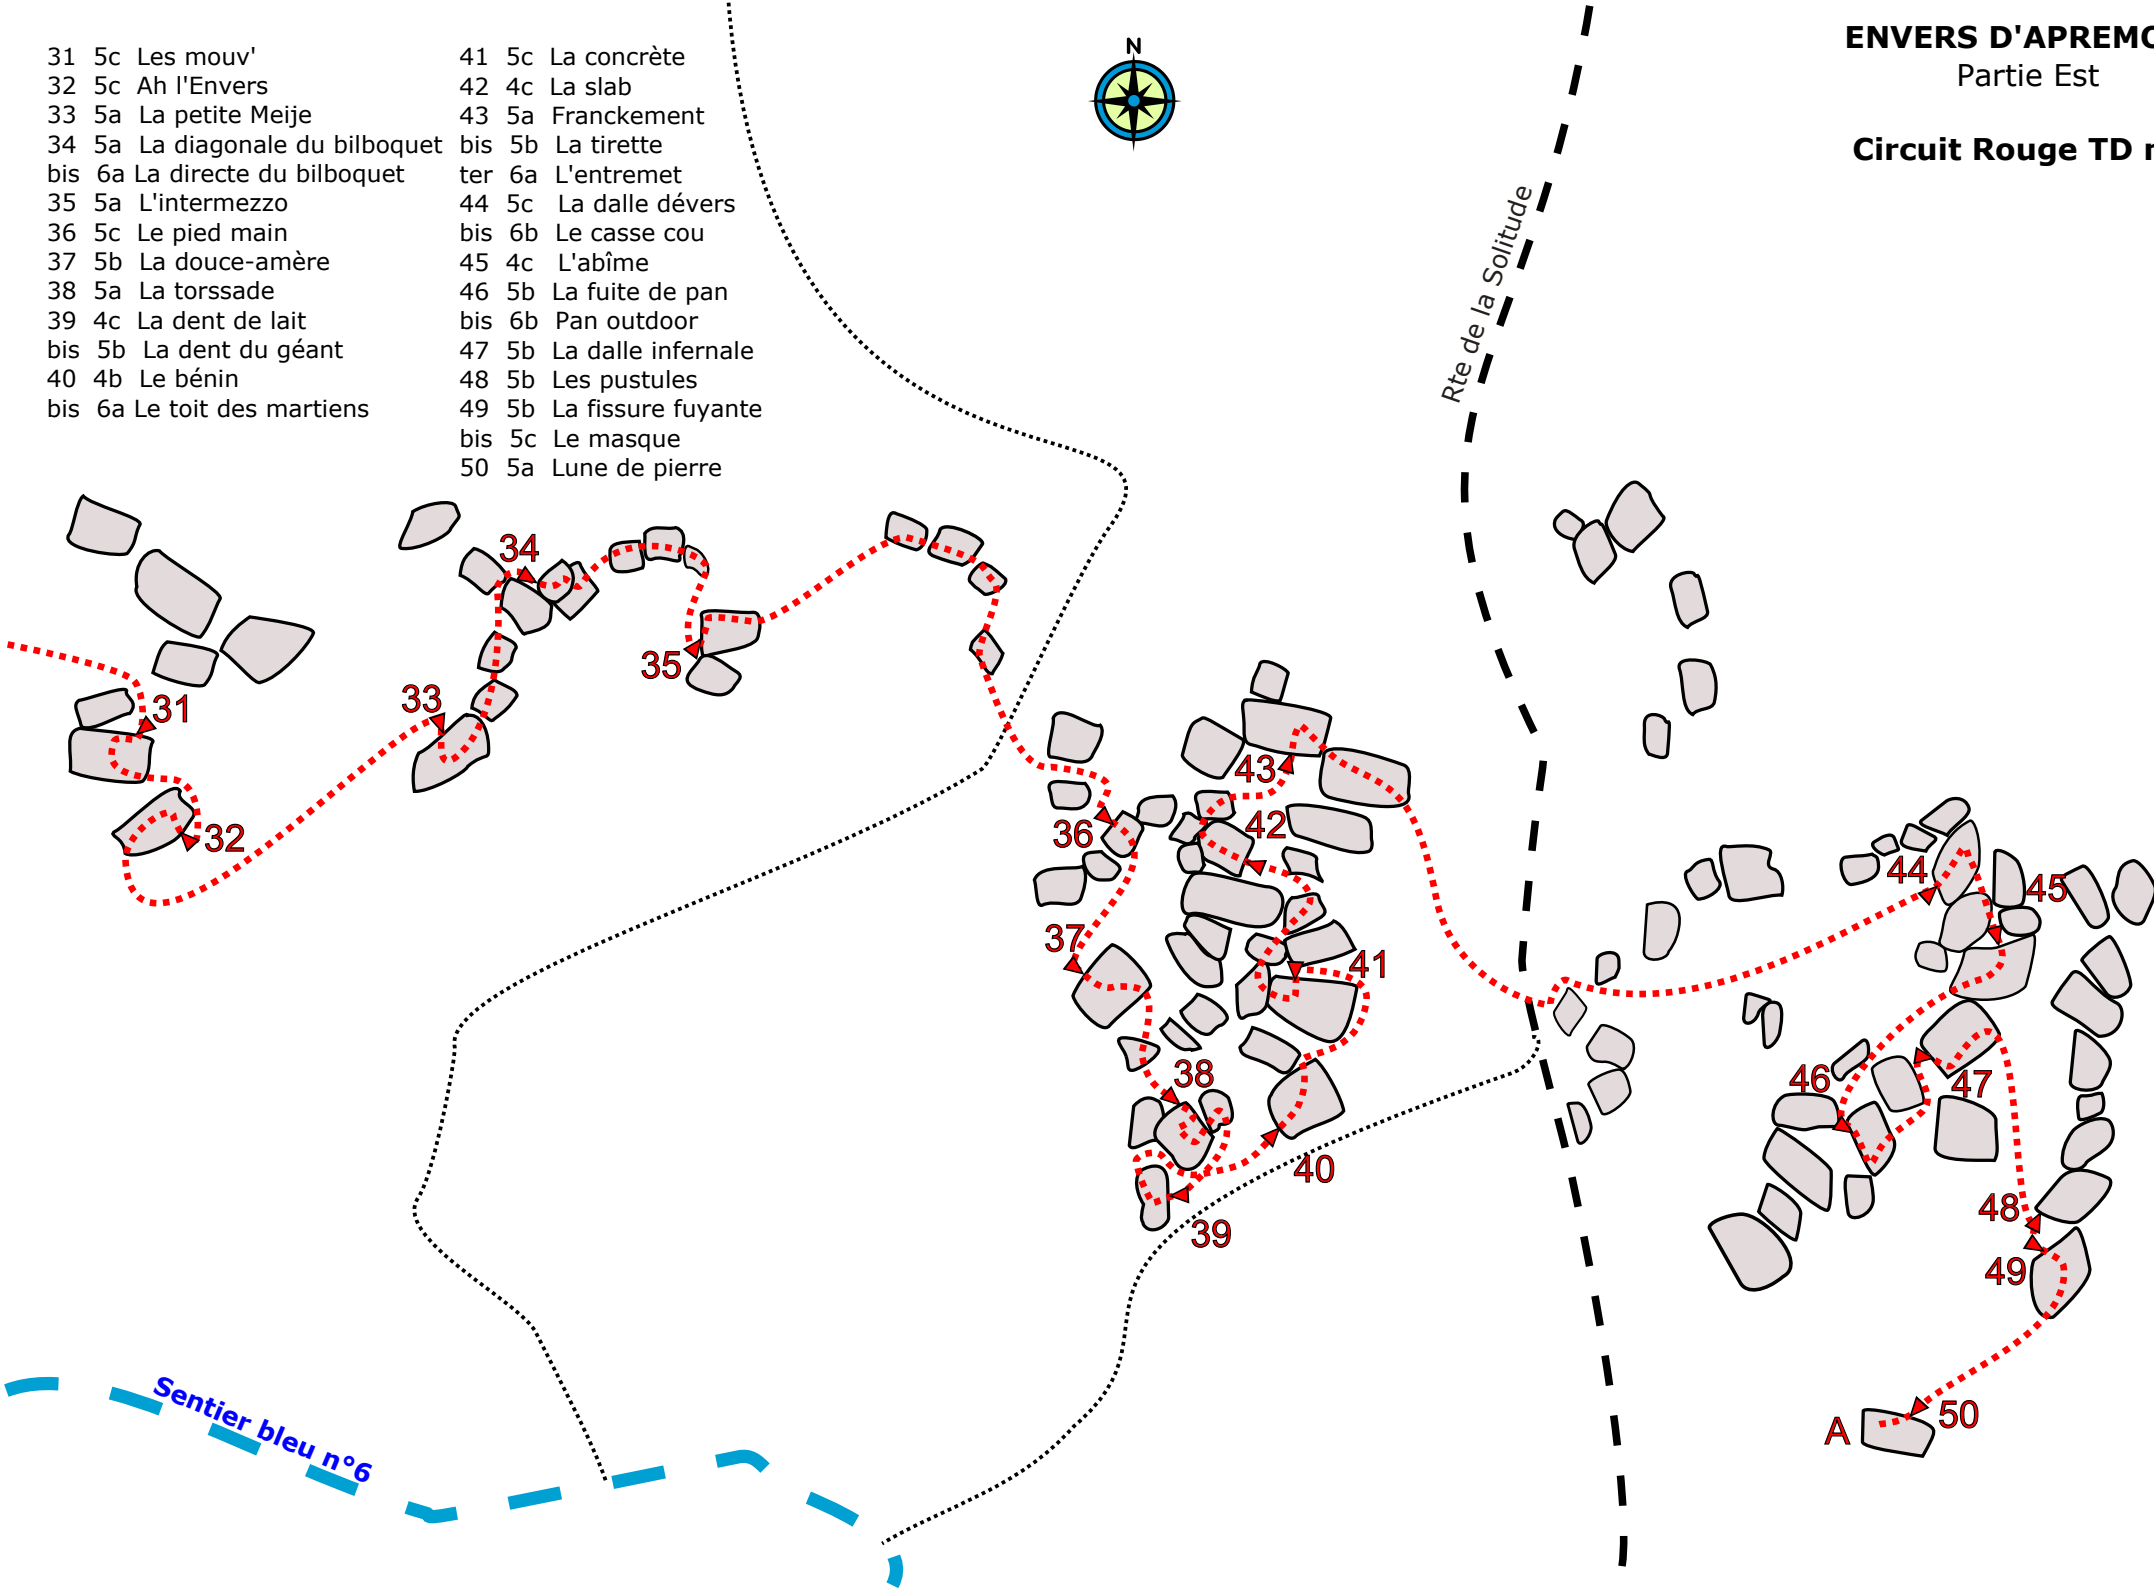 31 5c Les mouv'
32 5c Ah l'Envers
33 5a La petite Meije
34 5a La diagonale du bilboquet
bis 6a La directe du bilboquet
35 5a L'intermezzo
36 5c Le pied main
37 5b La douce-amère
38 5a La torssade
39 4c La dent de lait
bis 5b La dent du géant
40 4b Le bénin
bis 6a Le toit des martiens
41 5c La concrète
42 4c La slab
43 5a Franckement
bis 5b La tirette
ter 6a L'entremet
44 5c La dalle dévers
bis 6b Le casse cou
45 4c L'abîme
46 5b La fuite de pan
bis 6b Pan outdoor
47 5b La dalle infernale
48 5b Les pustules
49 5b La fissure fuyante
bis 5c Le masque
50 5a Lune de pierre
N
ENVERS D'APREMO
Partie Est
Circuit Rouge TD
Rte de la Solitude
31
32
33
34
35
36
37
38
39
40
41
42
43
44
45
46
47
48
49
50
A
Sentier bleu n°6